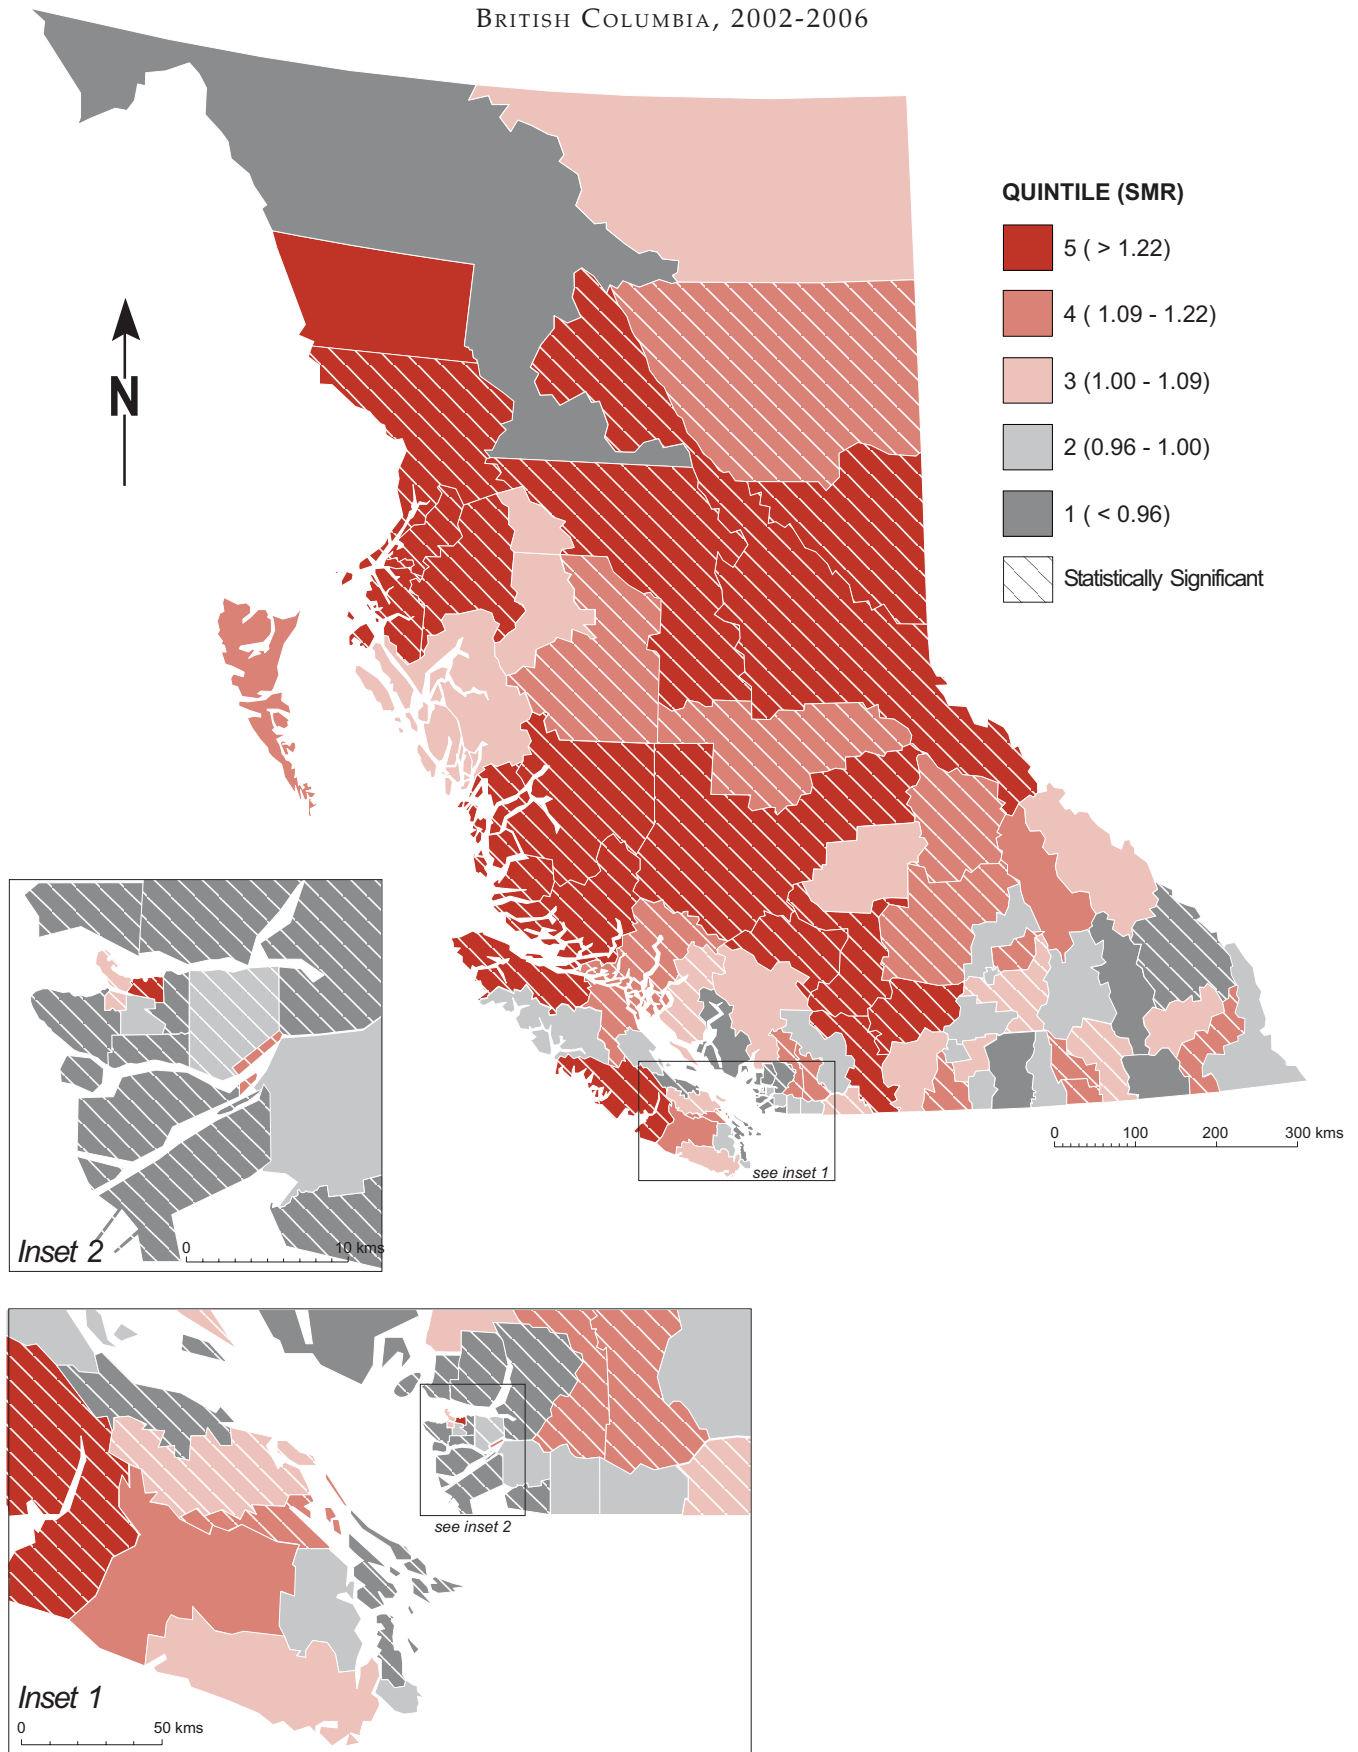 BRITISH COLUMBIA, 2002-2006
QUINTILE (SMR)
5 ( > 1.22)
4 ( 1.09 - 1.22)
3 (1.00 - 1.09)
2 (0.96 - 1.00)
1 ( < 0.96)
Statistically Significant
N
0 100 200 300 kms
see inset 1
Inset 2
0 10 kms
see inset 2
Inset 1
0 50 kms